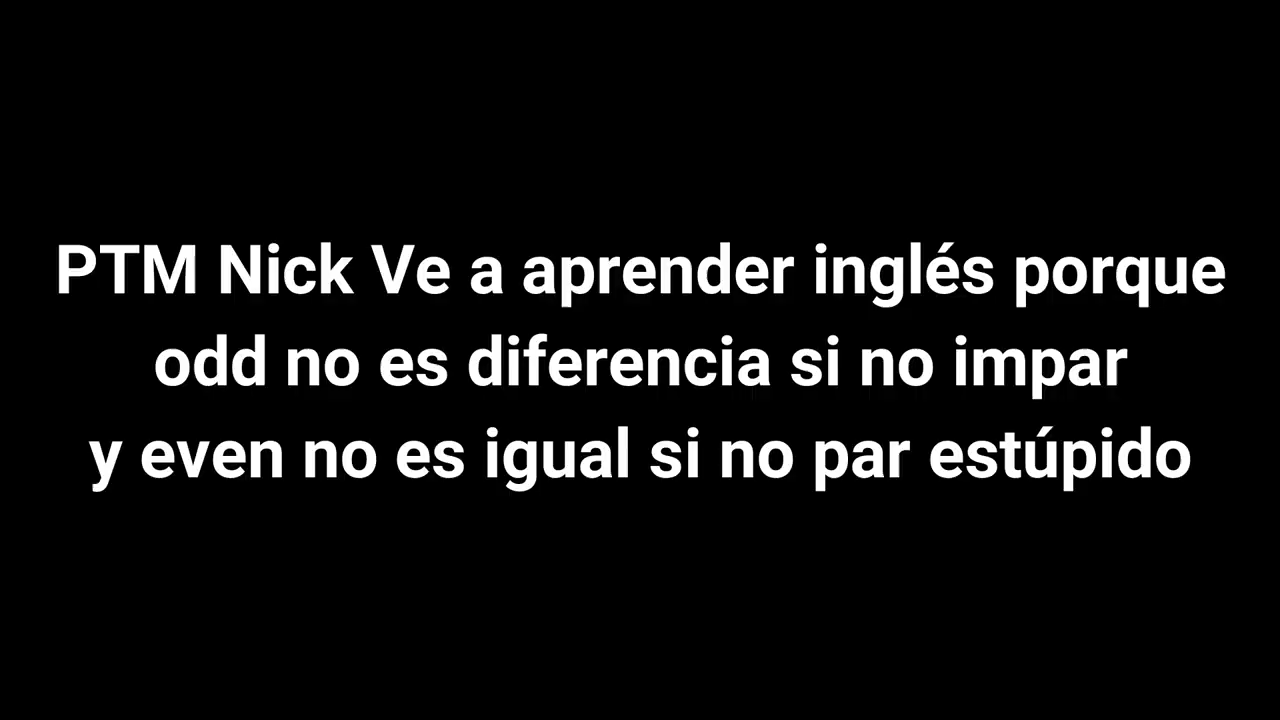 PTM Nick Ve a aprender inglés porque
odd no es diferencia si no impar
y even no es igual si no par estúpido